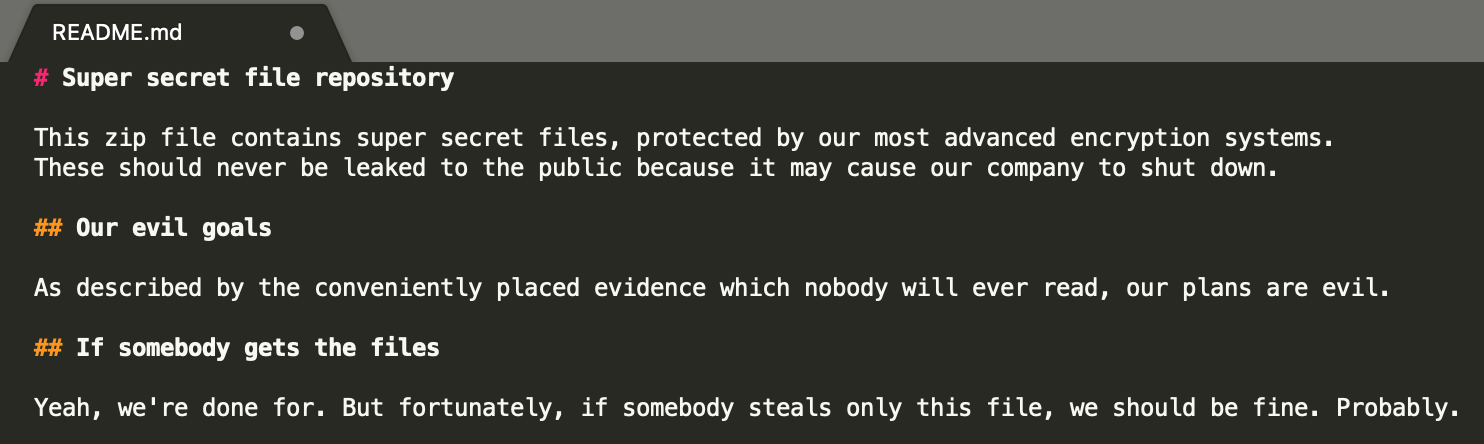 README.md
# Super secret file repository
This zip file contains super secret files, protected by our most advanced encryption systems.
These should never be leaked to the public because it may cause our company to shut down.
## Our evil goals
As described by the conveniently placed evidence which nobody will ever read, our plans are evil.
## If somebody gets the files
Yeah, we're done for. But fortunately, if somebody steals only this file, we should be fine. Probably.